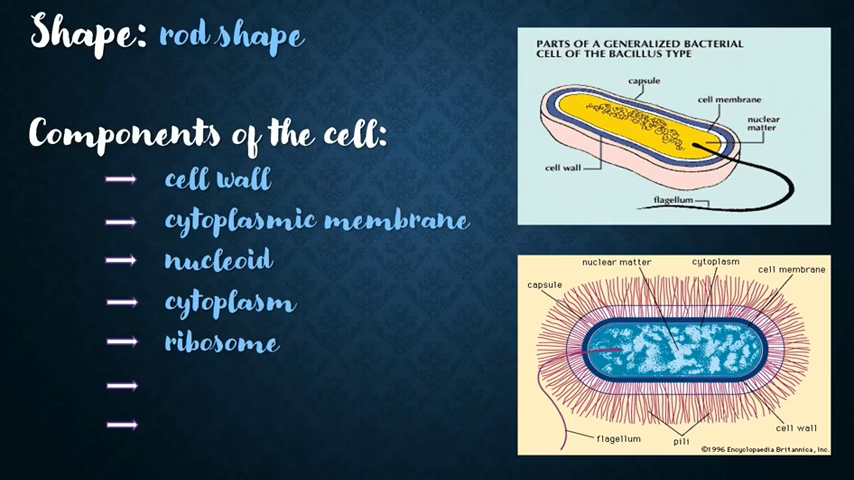 Shape: rod shape
Components of the cell:
cell wall
cytoplasmic membrane
nucleoid
cytoplasm
ribosome
PARTS OF A GENERALIZED BACTERIAL
CELL OF THE BACILLUS TYPE
capsule
cell membrane
nuclear
matter
cell wall
flagellum
nuclear matter
cytoplasm
cell membrane
capsule
cell wall
flagellum
pili
©1996 Encyclopaedia Britannica, Inc.